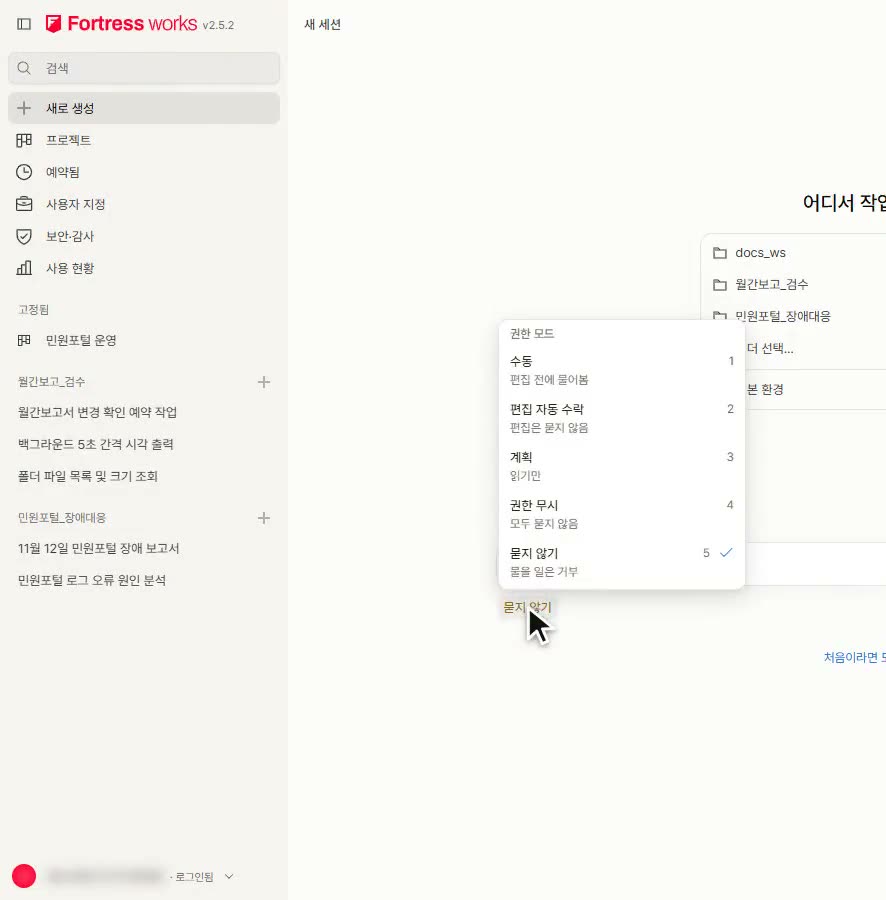 Fortress works v2.5.2
검색
새로 생성
프로젝트
예약됨
사용자 지정
보안·감사
사용 현황
고정됨
민원포털 운영
월간보고_검수
월간보고서 변경 확인 예약 작업
백그라운드 5초 간격 시각 출력
폴더 파일 목록 및 크기 조회
민원포털_장애대응
11월 12일 민원포털 장애 보고서
민원포털 로그 오류 원인 분석
· 로그인됨
새 세션
어디서 작업
docs_ws
월간보고_검수
민원포털_장애대응
더 선택...
본 환경
권한 모드
수동 1
편집 전에 물어봄
편집 자동 수락 2
편집은 묻지 않음
계획 3
읽기만
권한 무시 4
모두 묻지 않음
묻지 않기 5
물을 일은 거부
묻지 않기
처음이라면